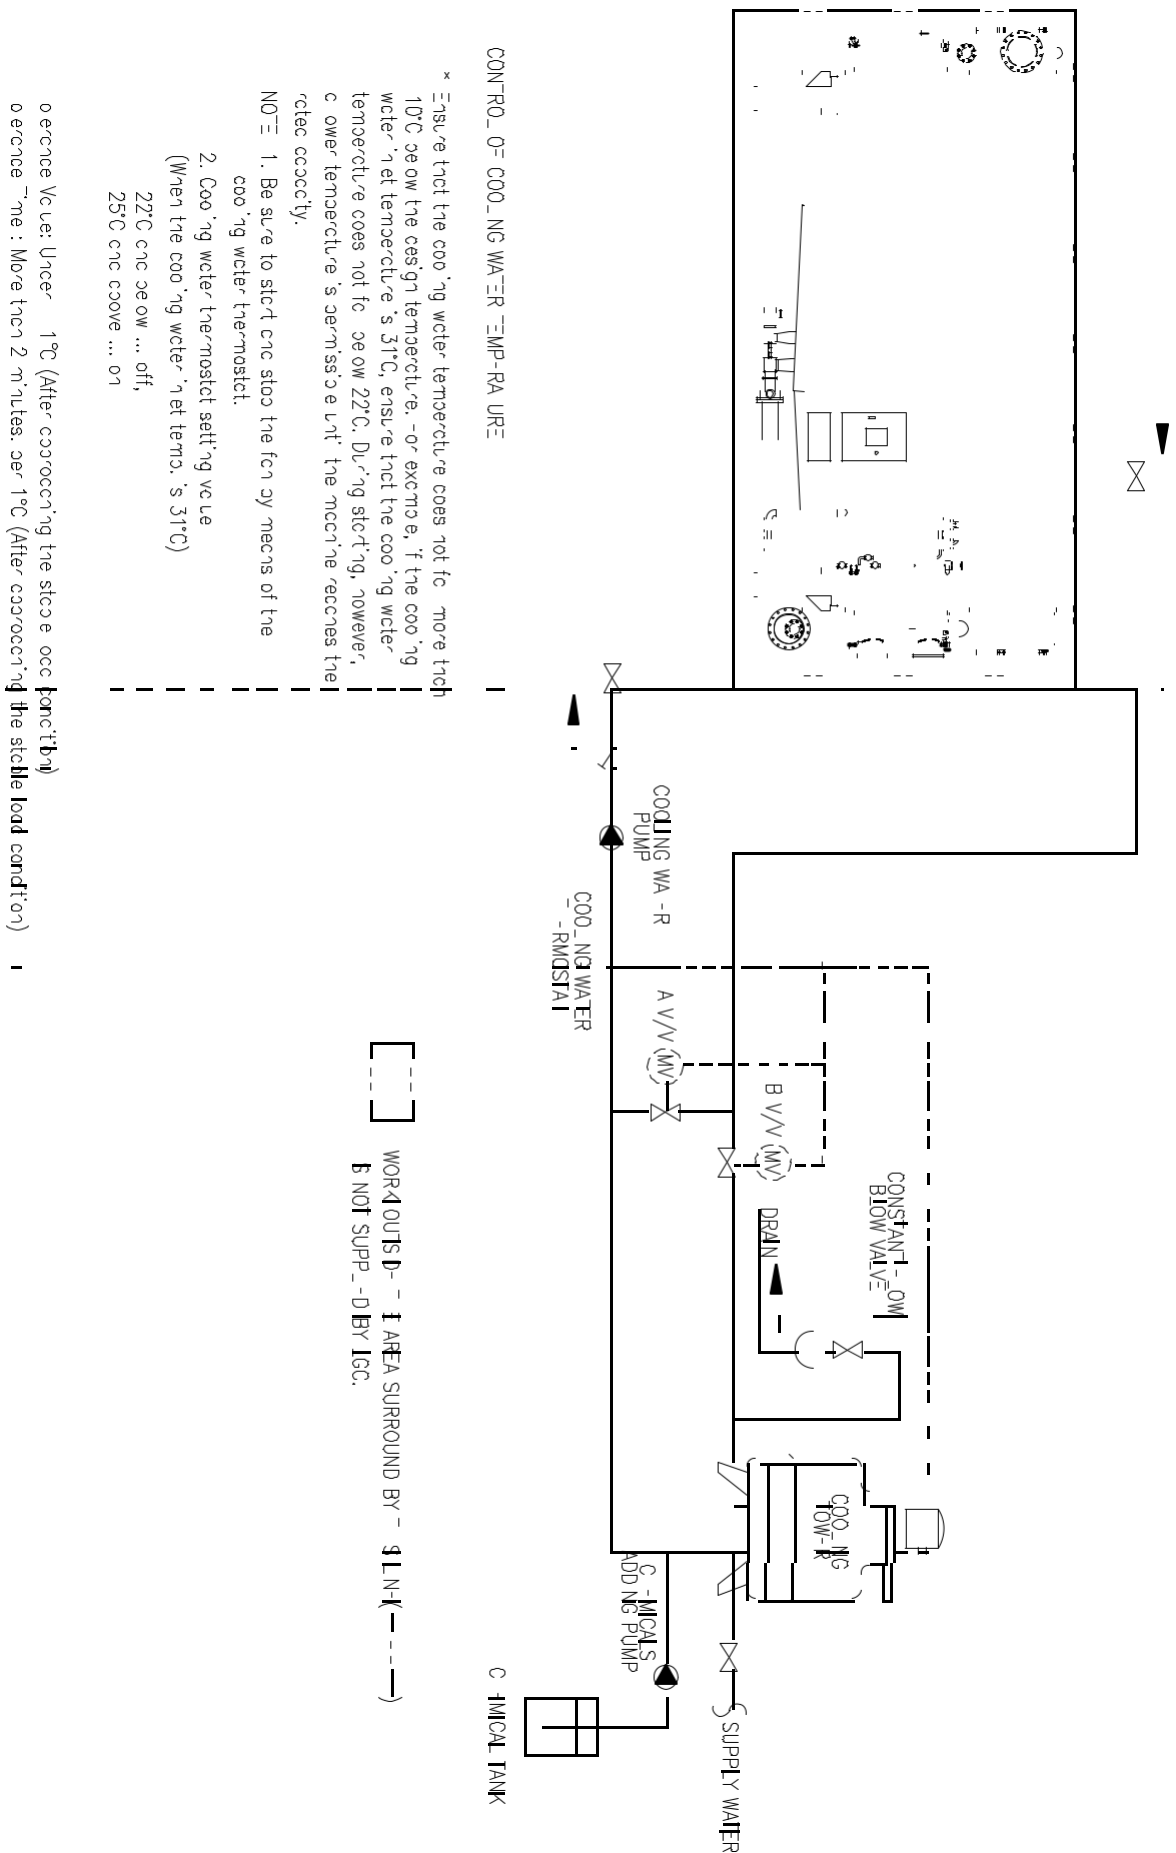 CONTROL OF COOLING WATER TEMPERATURE
* Ensure that the cooling water temperature does not fall more than
10°C below the design temperature. For example, if the cooling
water inlet temperature is 31°C, ensure that the cooling water
temperature does not fall below 22°C. During starting, however,
a lower temperature is permissible until the machine reaches the
rated capacity.
NOTE 1. Be sure to start and stop the fan by means of the
cooling water thermostat.
2. Cooling water thermostat setting value
(When the cooling water inlet temp. is 31°C)
22°C and below ... off,
25°C and above ... on
olerance Value: Under 1°C (After approaching the stable load condition)
olerance Time : More than 2 minutes. per 1°C (After approaching the stable load condition)
COOLING WATER
PUMP
COOLING WATER
THERMOSTAT
A V/V
MV
B V/V
MV
DRAIN
CONSTANT FLOW
BLOW VALVE
COOLING
TOWER
CHEMICALS
ADDING PUMP
SUPPLY WATER
CHEMICAL TANK
WORK OUTSIDE THE AREA SURROUND BY THIS LINE( )
IS NOT SUPPLIED BY LGC.